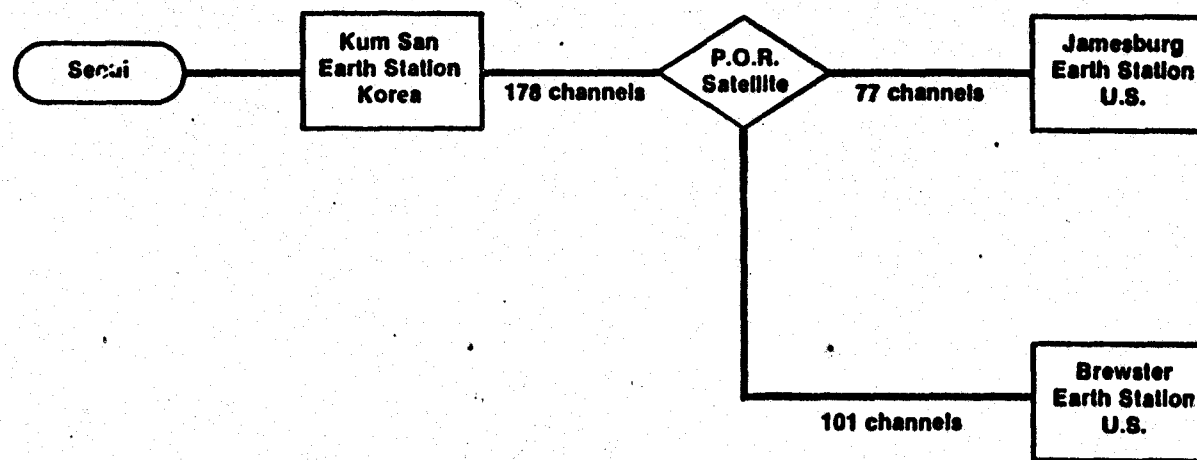 Seoul
Kum San
Earth Station
Korea
178 channels
P.O.R.
Satellite
77 channels
Jamesburg
Earth Station
U.S.
101 channels
Brewster
Earth Station
U.S.